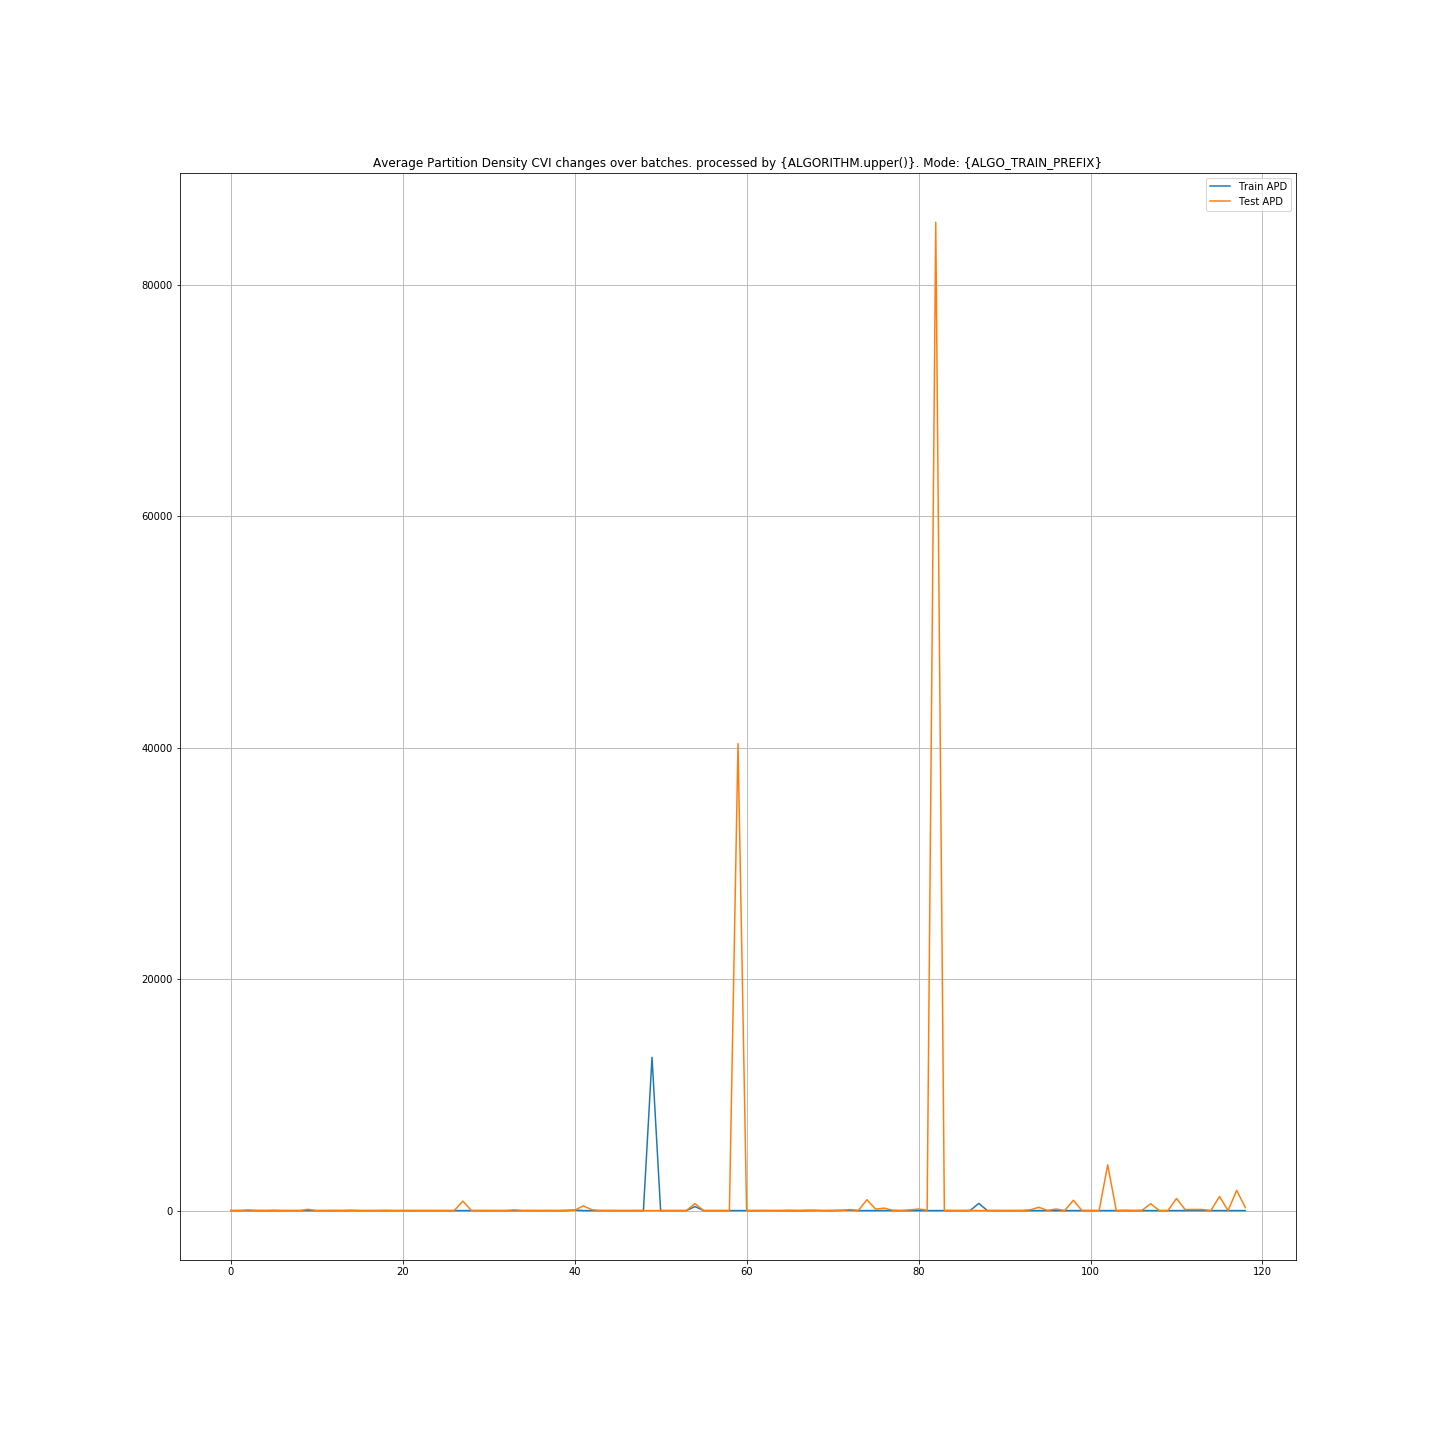 Average Partition Density CVI changes over batches. processed by {ALGORITHM.upper()}. Mode: {ALGO_TRAIN_PREFIX}
Train APD
Test APD
80000
60000
40000
20000
0
0 20 40 60 80 100 120